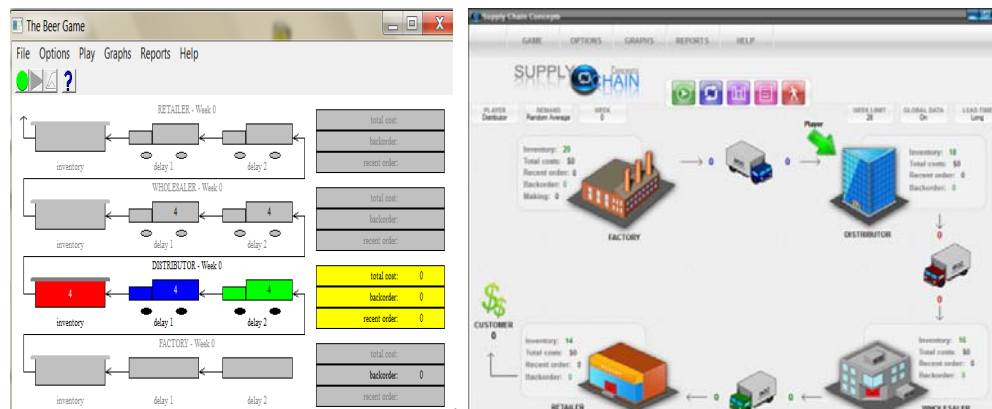 The Beer Game
File Options Play Graphs Reports Help
?
RETAILER - Week 0
inventory delay 1 delay 2
total cost:
backorder:
recent order:
WHOLESALER - Week 0
4 4
inventory delay 1 delay 2
total cost:
backorder:
recent order:
DISTRIBUTOR - Week 0
4 4 4
inventory delay 1 delay 2
total cost: 0
backorder: 0
recent order: 0
FACTORY - Week 0
inventory delay 1 delay 2
total cost:
backorder: 0
recent order:
Supply Chain Concepts
GAME OPTIONS GRAPHS REPORTS HELP
SUPPLY CHAIN Concepts
PLAYER DEMAND WEEK WEEK LIMIT GLOBAL DATA LEAD TIME
Distributor Random Average 0 28 On Long
Player
Inventory: 20
Total costs: $0
Recent order: 0
Backorder: 0
Making: 0
FACTORY
0 0
Inventory: 18
Total costs: $0
Recent order: 0
Backorder: 0
DISTRIBUTOR
0
0
CUSTOMER
0
Inventory: 14
Total costs: $0
Recent order: 0
Backorder: 0
RETAILER
0 0
Inventory: 16
Total costs: $0
Recent order: 0
Backorder: 0
WHOLESALER